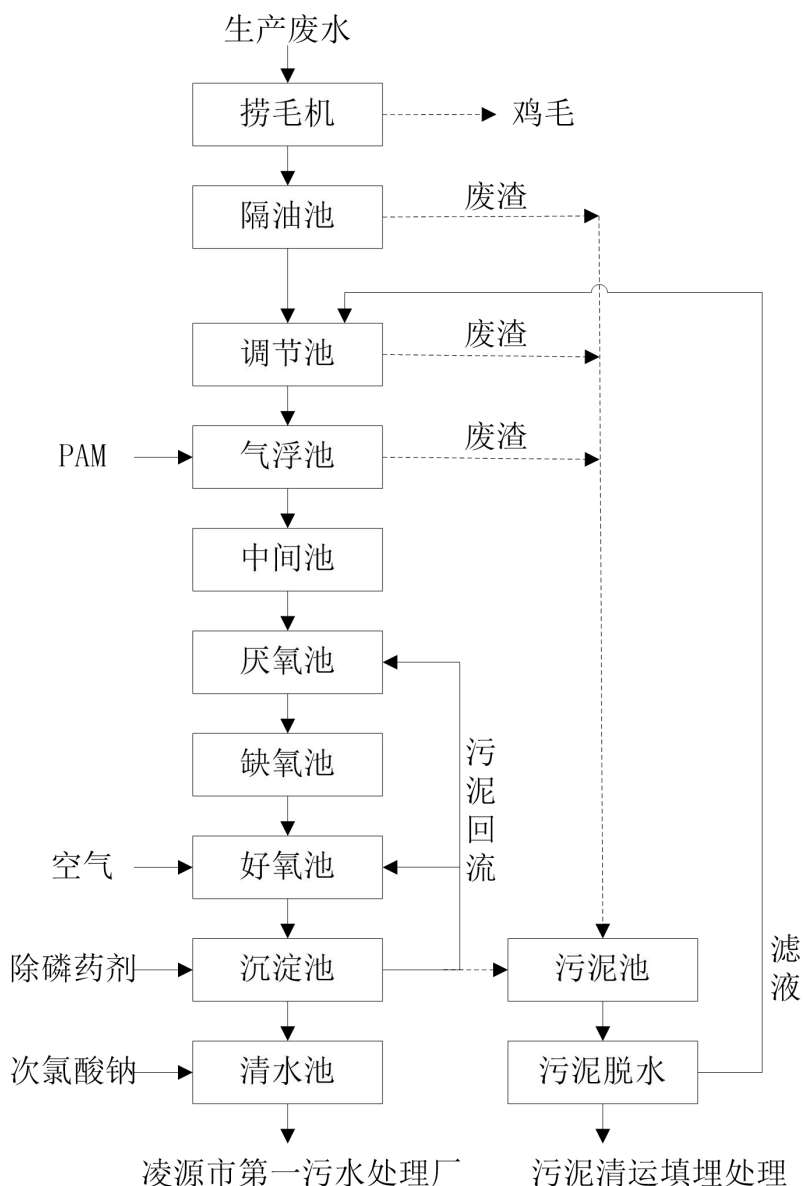 生产废水
捞毛机
鸡毛
隔油池
废渣
调节池
废渣
PAM
气浮池
废渣
中间池
厌氧池
缺氧池
污泥回流
空气
好氧池
除磷药剂
沉淀池
污泥池
滤液
次氯酸钠
清水池
污泥脱水
凌源市第一污水处理厂
污泥清运填埋处理